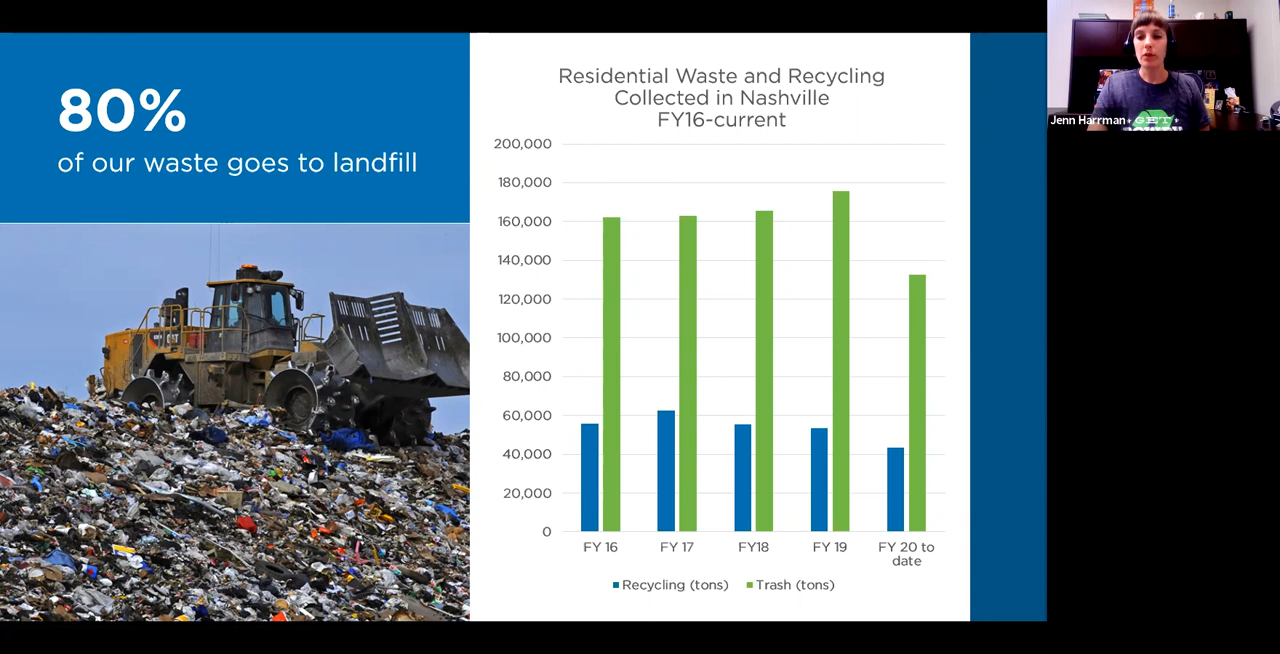 80%
of our waste goes to landfill
Residential Waste and Recycling
Collected in Nashville
FY16-current
200,000
180,000
160,000
140,000
120,000
100,000
80,000
60,000
40,000
20,000
0
FY 16
FY 17
FY18
FY 19
FY 20 to
date
Recycling (tons)
Trash (tons)
Jenn Harrman
GET
CAT